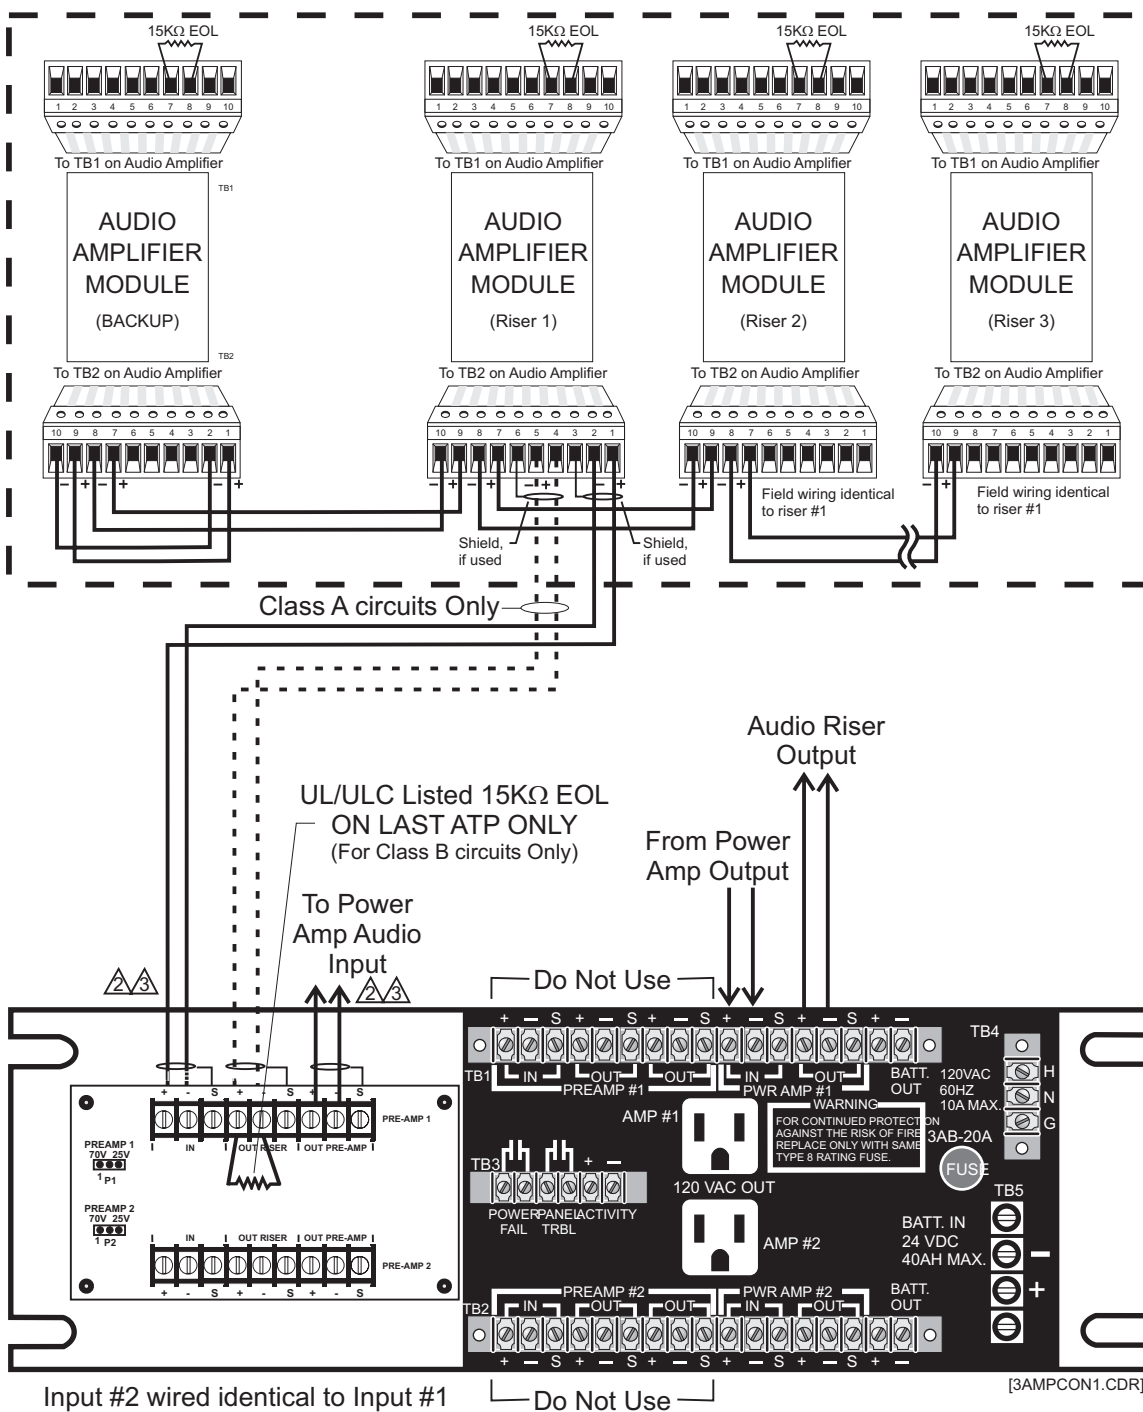 15KΩ EOL 15KΩ EOL 15KΩ EOL 15KΩ EOL
1 2 3 4 5 6 7 8 9 10 1 2 3 4 5 6 7 8 9 10 1 2 3 4 5 6 7 8 9 10 1 2 3 4 5 6 7 8 9 10
To TB1 on Audio Amplifier To TB1 on Audio Amplifier To TB1 on Audio Amplifier To TB1 on Audio Amplifier
TB1
AUDIO
AMPLIFIER
MODULE
(BACKUP)
AUDIO
AMPLIFIER
MODULE
(Riser 1)
AUDIO
AMPLIFIER
MODULE
(Riser 2)
AUDIO
AMPLIFIER
MODULE
(Riser 3)
TB2
To TB2 on Audio Amplifier To TB2 on Audio Amplifier To TB2 on Audio Amplifier To TB2 on Audio Amplifier
10 9 8 7 6 5 4 3 2 1 10 9 8 7 6 5 4 3 2 1 10 9 8 7 6 5 4 3 2 1 10 9 8 7 6 5 4 3 2 1
– + – + – + – + – + – + – + – + – + – +
Field wiring identical
to riser #1
Field wiring identical
to riser #1
Shield,
if used
Shield,
if used
Class A circuits Only
Audio Riser
Output
UL/ULC Listed 15KΩ EOL
ON LAST ATP ONLY
(For Class B circuits Only)
From Power
Amp Output
To Power
Amp Audio
Input
2 3
2 3
Do Not Use
+ – S + – S + – S + – S + – S + –
TB1 IN OUT OUT IN OUT
PREAMP #1 PWR AMP #1
BATT.
OUT
TB4
120VAC
60HZ
10A MAX.
H
N
G
+ - S + - S + - S
PRE-AMP 1
IN OUT RISER OUT PRE-AMP
PREAMP 1
70V 25V
1 P1
PREAMP 2
70V 25V
1 P2
IN OUT RISER OUT PRE-AMP
PRE-AMP 2
+ - S + - S + - S
AMP #1
WARNING
FOR CONTINUED PROTECTION
AGAINST THE RISK OF FIRE
REPLACE ONLY WITH SAME
TYPE 8 RATING FUSE.
3AB-20A
FUSE
TB3 + –
POWER
FAIL
PANEL
TRBL
ACTIVITY
120 VAC OUT
AMP #2
TB5
BATT. IN
24 VDC
40AH MAX.
–
+
PREAMP #2 PWR AMP #2
TB2 IN OUT OUT IN OUT
BATT.
OUT
+ – S + – S + – S + – S + – S + –
Input #2 wired identical to Input #1
Do Not Use
[3AMPCON1.CDR]